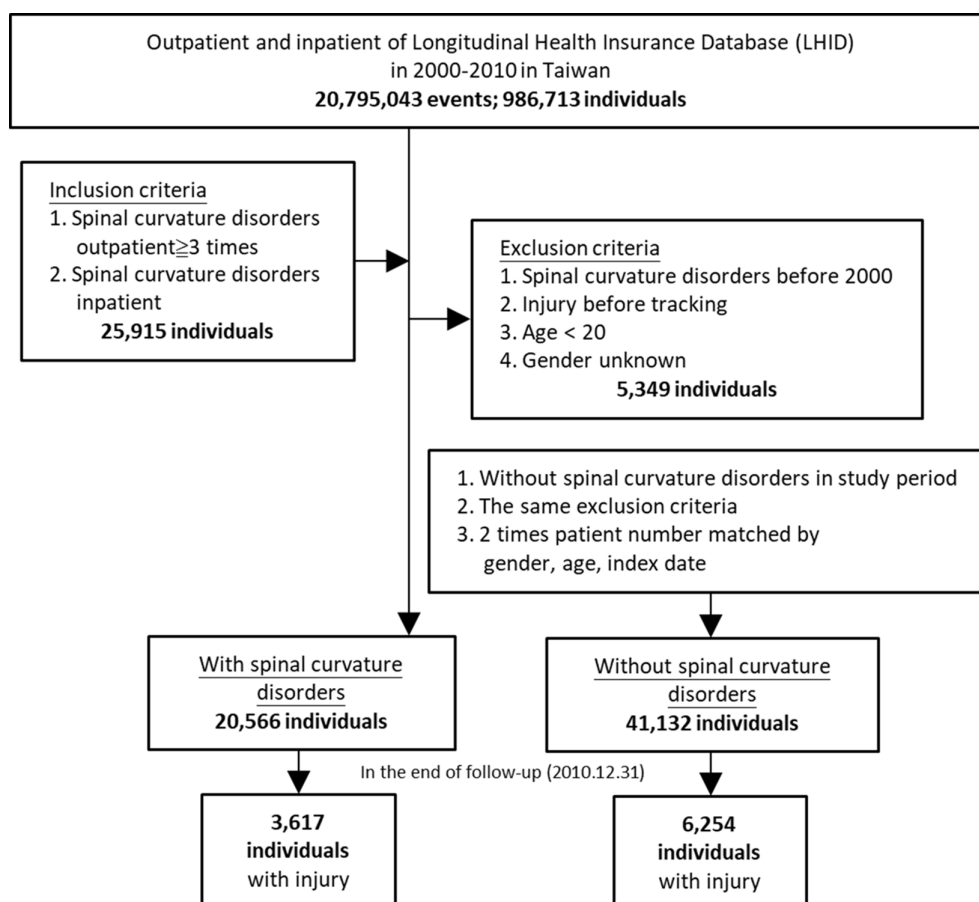 Outpatient and inpatient of Longitudinal Health Insurance Database (LHID)
in 2000-2010 in Taiwan
20,795,043 events; 986,713 individuals
Inclusion criteria
1. Spinal curvature disorders
outpatient≧3 times
2. Spinal curvature disorders
inpatient
25,915 individuals
Exclusion criteria
1. Spinal curvature disorders before 2000
2. Injury before tracking
3. Age < 20
4. Gender unknown
5,349 individuals
1. Without spinal curvature disorders in study period
2. The same exclusion criteria
3. 2 times patient number matched by
gender, age, index date
With spinal curvature
disorders
20,566 individuals
Without spinal curvature
disorders
41,132 individuals
In the end of follow-up (2010.12.31)
3,617
individuals
with injury
6,254
individuals
with injury